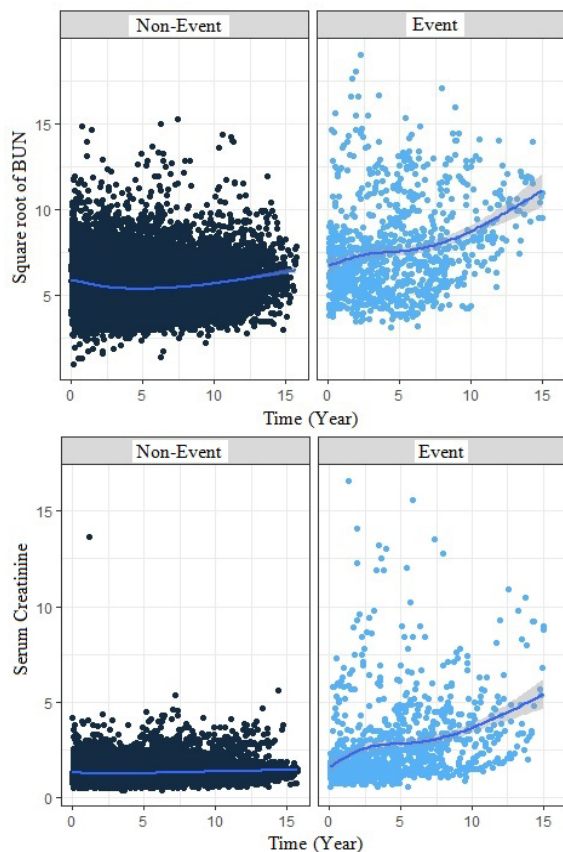 Non-Event Event
Square root of BUN
15
10
5
0 5 10 15 0 5 10 15
Time (Year)
Non-Event Event
Serum Creatinine
15
10
5
0
0 5 10 15 0 5 10 15
Time (Year)